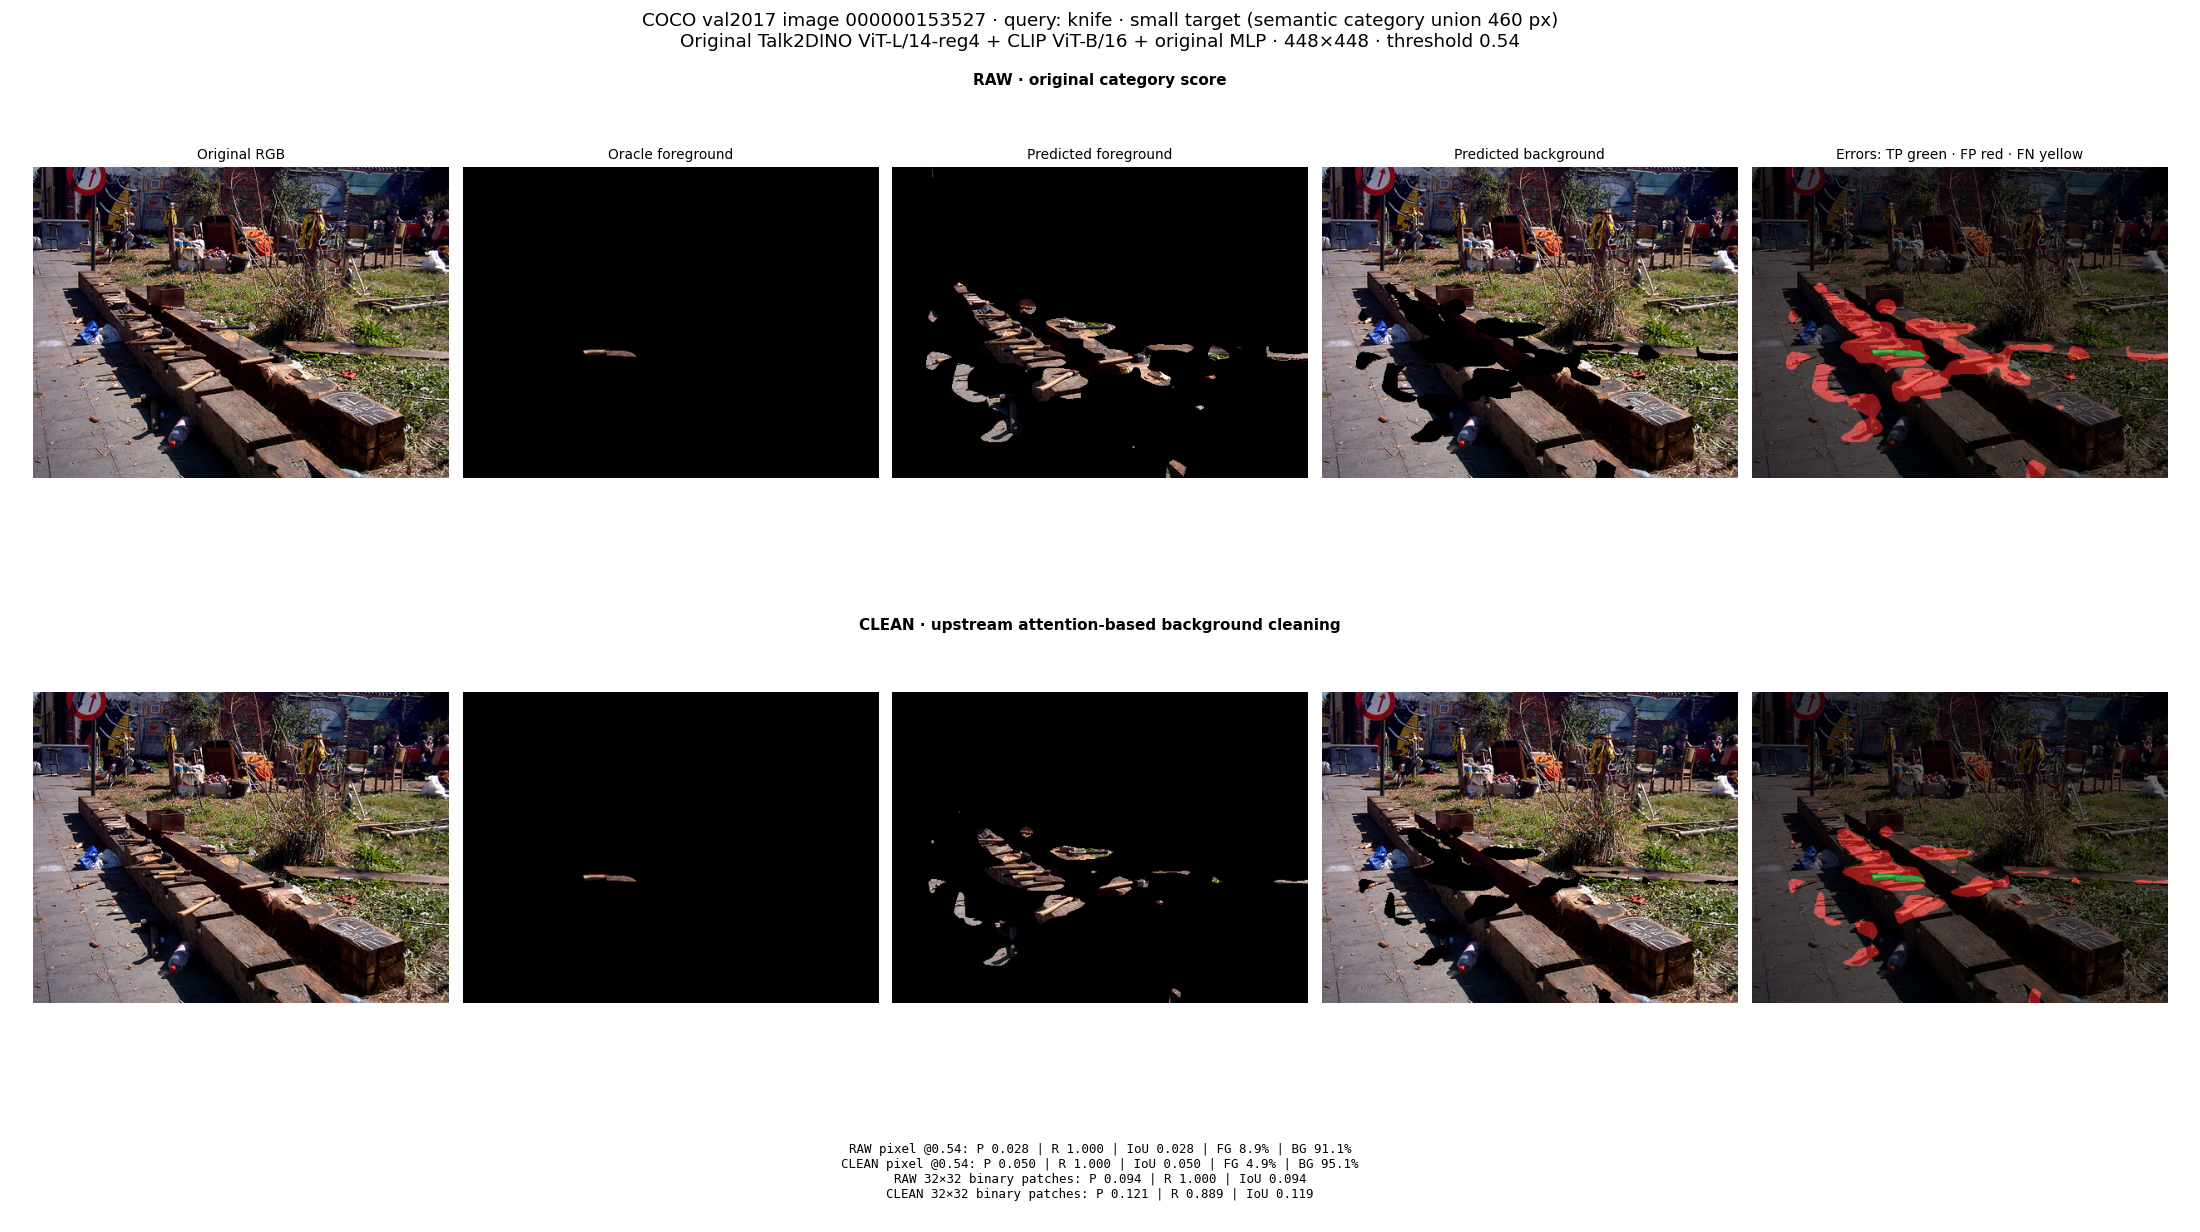 COCO val2017 image 000000153527 · query: knife · small target (semantic category union 460 px)
Original Talk2DINO ViT-L/14-reg4 + CLIP ViT-B/16 + original MLP · 448×448 · threshold 0.54
RAW · original category score
Original RGB
Oracle foreground
Predicted foreground
Predicted background
Errors: TP green · FP red · FN yellow
CLEAN · upstream attention-based background cleaning
RAW pixel @0.54: P 0.028 | R 1.000 | IoU 0.028 | FG 8.9% | BG 91.1%
CLEAN pixel @0.54: P 0.050 | R 1.000 | IoU 0.050 | FG 4.9% | BG 95.1%
RAW 32×32 binary patches: P 0.094 | R 1.000 | IoU 0.094
CLEAN 32×32 binary patches: P 0.121 | R 0.889 | IoU 0.119